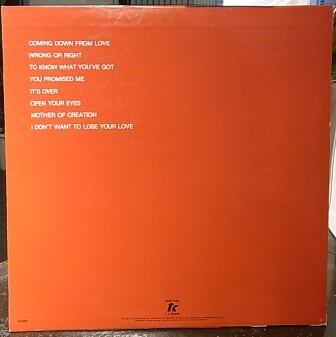 COMING DOWN FROM LOVE
WRONG OR RIGHT
TO KNOW WHAT YOU'VE GOT
YOU PROMISED ME
IT'S OVER
OPEN YOUR EYES
MOTHER OF CREATION
I DON'T WANT TO LOSE YOUR LOVE